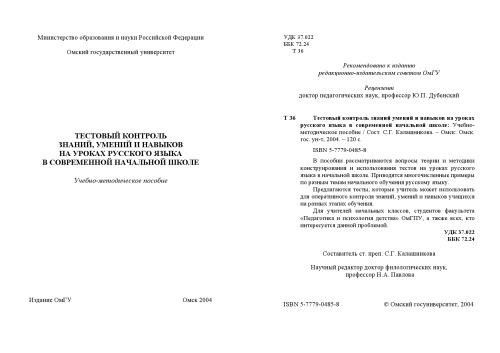 Министерство образования и науки Российской Федерации
Омский государственный университет
ТЕСТОВЫЙ КОНТРОЛЬ
ЗНАНИЙ, УМЕНИЙ И НАВЫКОВ
НА УРОКАХ РУССКОГО ЯЗЫКА
В СОВРЕМЕННОЙ НАЧАЛЬНОЙ ШКОЛЕ
Учебно-методическое пособие
Издание ОмГУ
Омск 2004
УДК 37.022
ББК 72.24
Т 36
Рекомендовано к изданию
редакционно-издательским советом ОмГУ
Рецензент
доктор педагогических наук, профессор Ю.П. Дубенский
Т 36 Тестовый контроль знаний умений и навыков на уроках
русского языка в современной начальной школе: Учебно-
методическое пособие / Сост. С.Г. Калашникова. – Омск: Омск.
гос. ун-т, 2004. – 120 с.
ISBN 5-7779-0485-8
В пособии рассматриваются вопросы теории и методики
конструирования и использования тестов на уроках русского
языка в начальной школе. Приводятся многочисленные примеры
по разным темам начального обучения русскому языку.
Предлагаются тесты, которые учитель может использовать
для оперативного контроля знаний, умений и навыков учащихся
на разных этапах обучения.
Для учителей начальных классов, студентов факультета
«Педагогика и психология детства» ОмГПУ, а также всех, кто
интересуется данной проблемой.
УДК 37.022
ББК 72.24
Составитель ст. преп. С.Г. Калашникова
Научный редактор доктор филологических наук,
профессор Н.А. Павлова
ISBN 5-7779-0485-8
© Омский госуниверситет, 2004